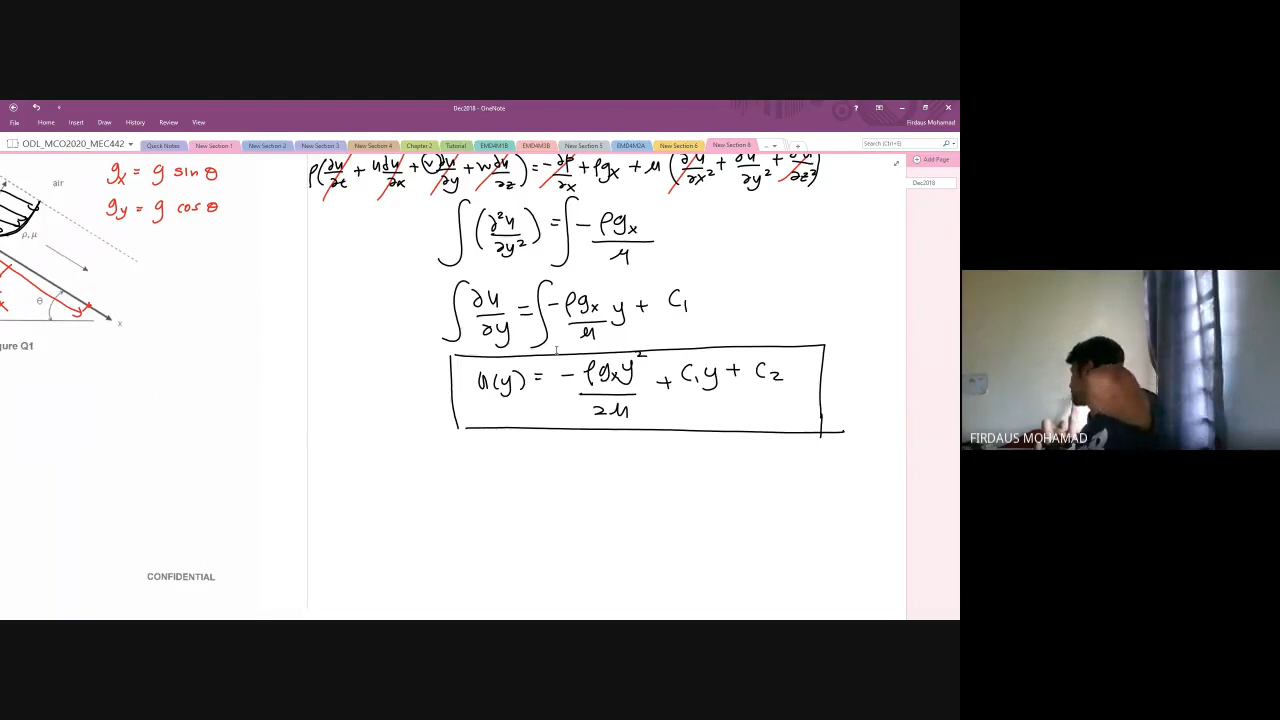 Dec2018 - OneNote
Firdaus Mohamad
File Home Insert Draw History Review View
ODL_MCO2020_MEC442
Quick Notes New Section 1 New Section 2 New Section 3 New Section 4 Chapter 2 Tutorial EMD4M1B EMD4M3B New Section 5 EMD4M2A New Section 6 New Section 8
Search (Ctrl+E)
Add Page
Dec2018
ρ(∂u/∂t + u∂u/∂x + (v)∂u/∂y + w∂u/∂z) = -∂p/∂x + ρgx + μ(∂²u/∂x² + ∂²u/∂y² + ∂²u/∂z²)
gx = g sin θ
gy = g cos θ
air
ρ, μ
θ
x
gure Q1
∫(∂²u/∂y²) = ∫ - ρgx/μ
∫ ∂u/∂y = ∫ - ρgx/μ y + C1
u(y) = - ρgxy²/2μ + C1y + C2
CONFIDENTIAL
FIRDAUS MOHAMAD